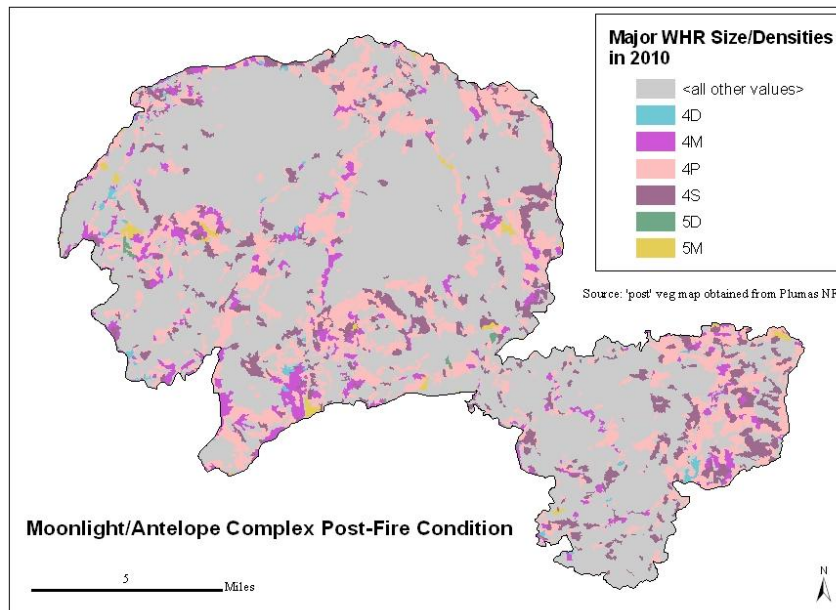 Major WHR Size/Densities
in 2010
<all other values>
4D
4M
4P
4S
5D
5M
Source: 'post' veg map obtained from Plumas NF
Moonlight/Antelope Complex Post-Fire Condition
5
Miles
N